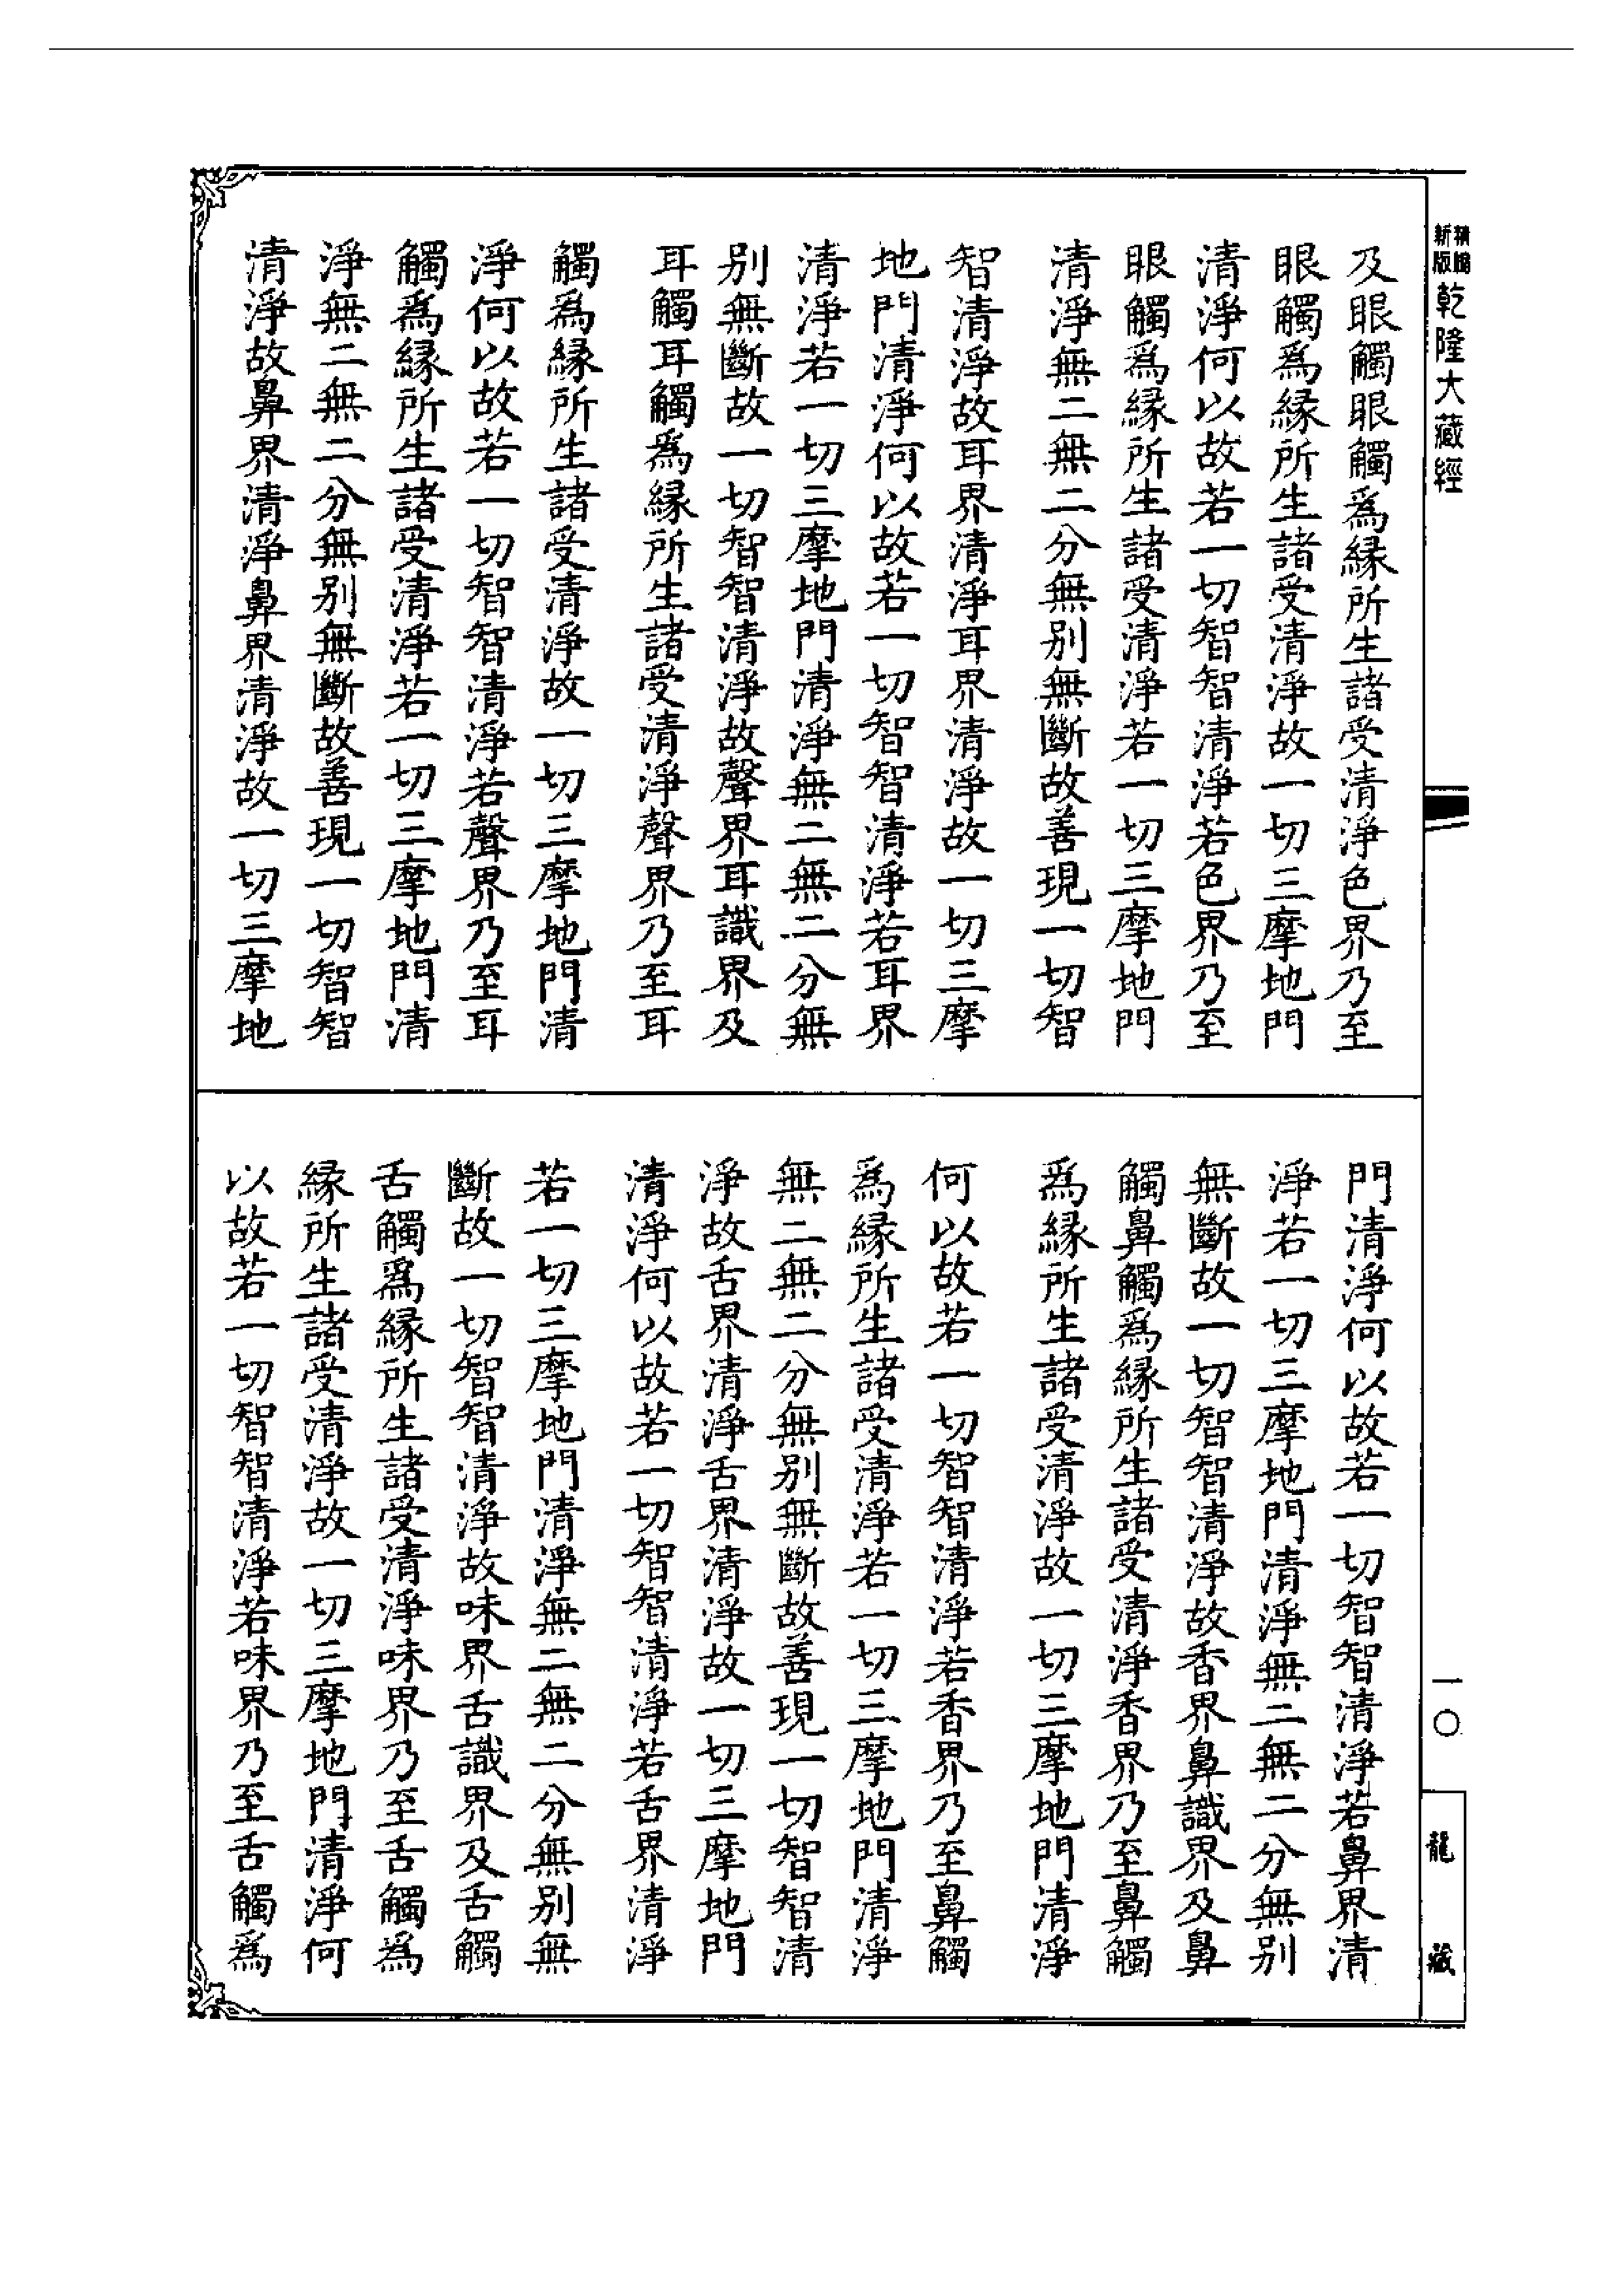 新版
精縮
乾隆大藏經
及眼觸眼觸爲緣所生諸受清淨色界乃至
眼觸爲緣所生諸受清淨故一切三摩地門
清淨何以故若一切智智清淨若色界乃至
眼觸爲緣所生諸受清淨若一切三摩地門
清淨無二無二分無別無斷故善現一切智
智清淨故耳界清淨耳界清淨故一切三摩
地門清淨何以故若一切智智清淨若耳界
清淨若一切三摩地門清淨無二無二分無
別無斷故一切智智清淨故聲界耳識界及
耳觸耳觸爲緣所生諸受清淨聲界乃至耳
觸爲緣所生諸受清淨故一切三摩地門清
淨何以故若一切智智清淨若聲界乃至耳
觸爲緣所生諸受清淨若一切三摩地門清
淨無二無二分無別無斷故善現一切智智
清淨故鼻界清淨鼻界清淨故一切三摩地
門清淨何以故若一切智智清淨若鼻界清
淨若一切三摩地門清淨無二無二分無別
無斷故一切智智清淨故香界鼻識界及鼻
觸鼻觸爲緣所生諸受清淨香界乃至鼻觸
爲緣所生諸受清淨故一切三摩地門清淨
何以故若一切智智清淨若香界乃至鼻觸
爲緣所生諸受清淨若一切三摩地門清淨
無二無二分無別無斷故善現一切智智清
淨故舌界清淨舌界清淨故一切三摩地門
清淨何以故若一切智智清淨若舌界清淨
若一切三摩地門清淨無二無二分無別無
斷故一切智智清淨故味界舌識界及舌觸
舌觸爲緣所生諸受清淨味界乃至舌觸爲
緣所生諸受清淨故一切三摩地門清淨何
以故若一切智智清淨若味界乃至舌觸爲
一〇
龍藏